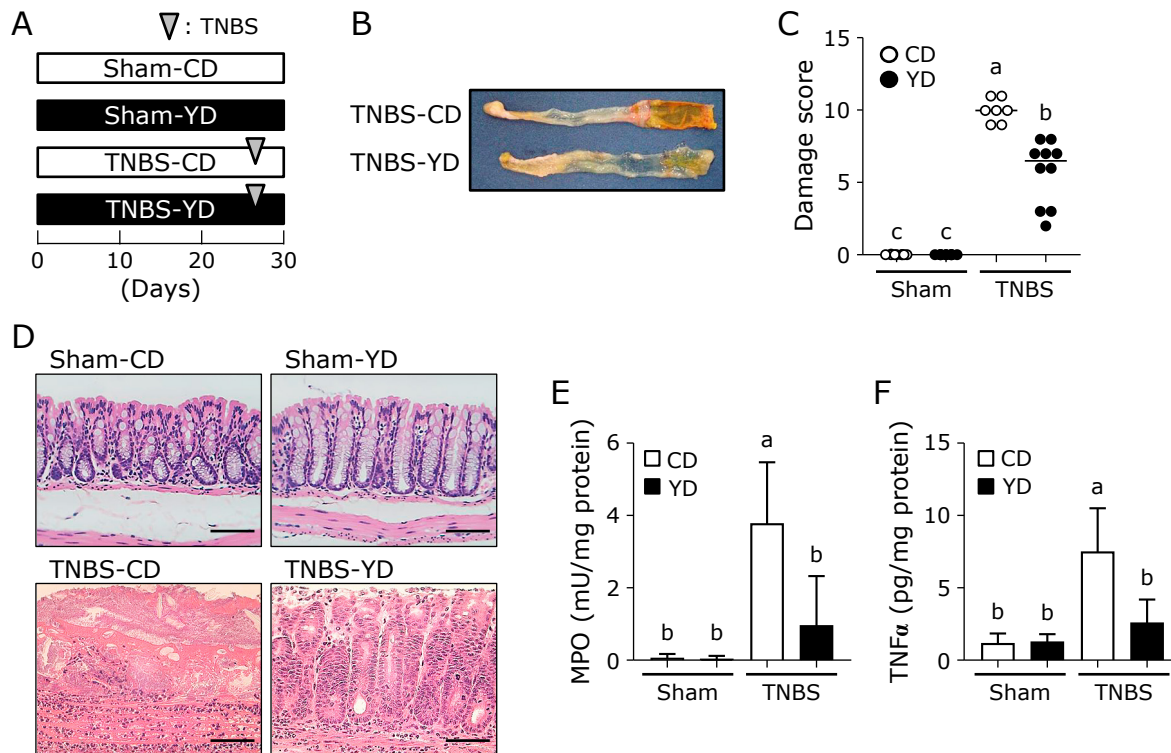 A
: TNBS
Sham-CD
Sham-YD
TNBS-CD
TNBS-YD
0 10 20 30
(Days)
B
TNBS-CD
TNBS-YD
C
Damage score
15
10
5
0
CD
YD
a
b
c c
Sham TNBS
D
Sham-CD Sham-YD
TNBS-CD TNBS-YD
E
MPO (mU/mg protein)
6
4
2
0
CD
YD
a
b
b b
Sham TNBS
F
TNFα (pg/mg protein)
15
10
5
0
CD
YD
a
b
b b
Sham TNBS